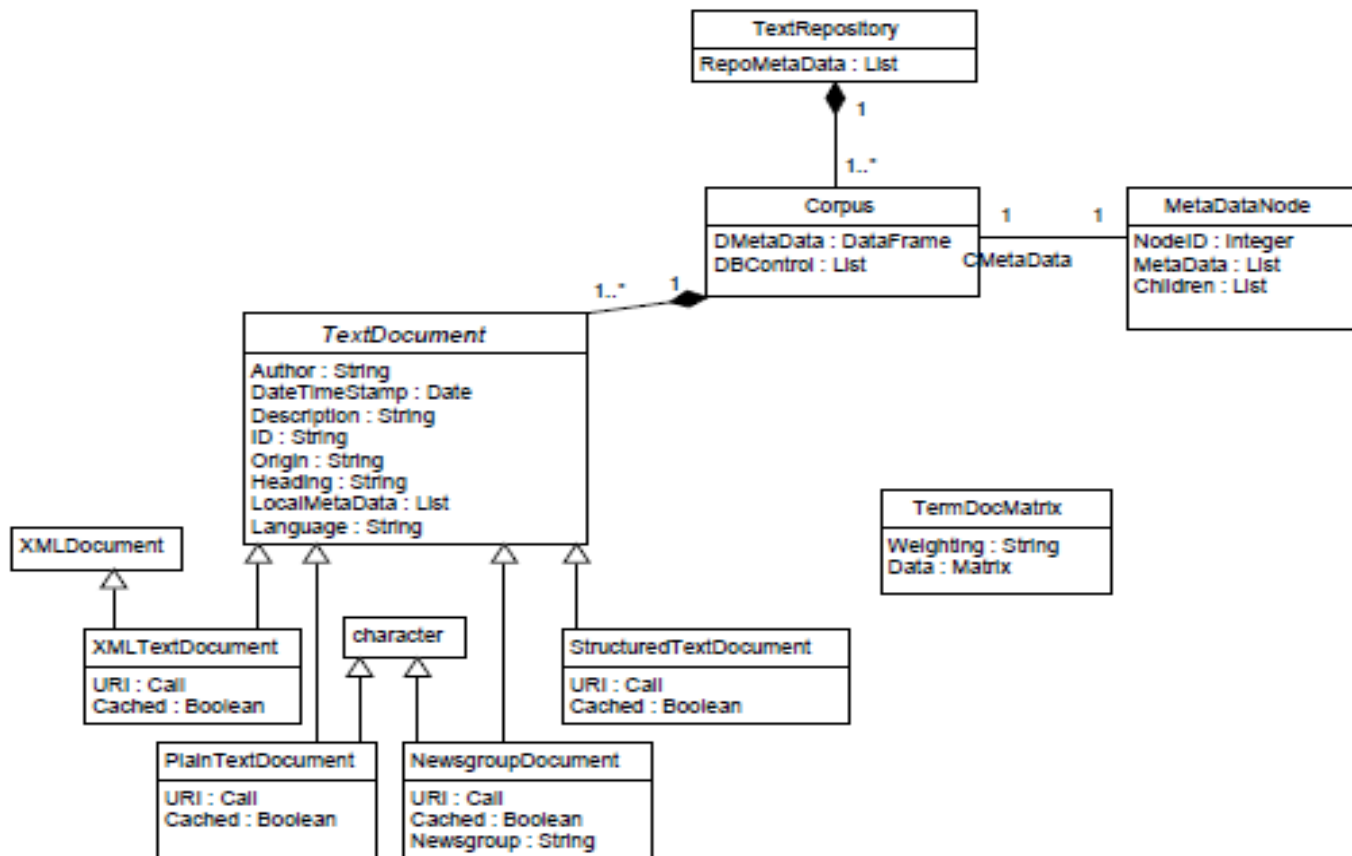 TextRepository
RepoMetaData : List
1
1..*
Corpus
DMetaData : DataFrame
DBControl : List
1
1
CMetaData
MetaDataNode
NodeID : Integer
MetaData : List
Children : List
1..*
1
TextDocument
Author : String
DateTimeStamp : Date
Description : String
ID : String
Origin : String
Heading : String
LocalMetaData : List
Language : String
TermDocMatrix
Weighting : String
Data : Matrix
XMLDocument
XMLTextDocument
URI : Call
Cached : Boolean
character
StructuredTextDocument
URI : Call
Cached : Boolean
PlainTextDocument
URI : Call
Cached : Boolean
NewsgroupDocument
URI : Call
Cached : Boolean
Newsgroup : String